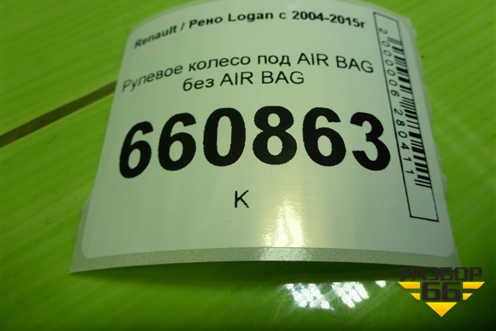 Renault / Рено Logan с 2004-2015г
Рулевое колесо под AIR BAG
без AIR BAG
660863
К
2000006280411
РАЗБОР
66